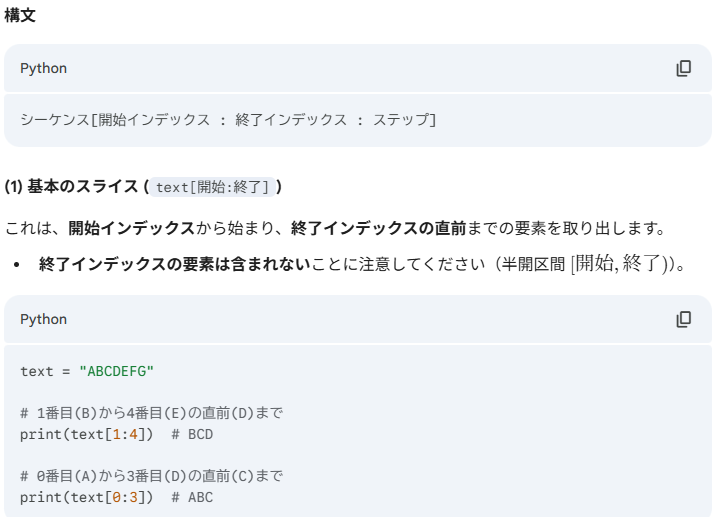 構文
Python
シーケンス[開始インデックス : 終了インデックス : ステップ]
(1) 基本のスライス (text[開始:終了])
これは、開始インデックスから始まり、終了インデックスの直前までの要素を取り出します。
• 終了インデックスの要素は含まれないことに注意してください（半開区間 [開始, 終了)）。
Python
text = "ABCDEFG"
# 1番目(B)から4番目(E)の直前(D)まで
print(text[1:4])  # BCD
# 0番目(A)から3番目(D)の直前(C)まで
print(text[0:3])  # ABC